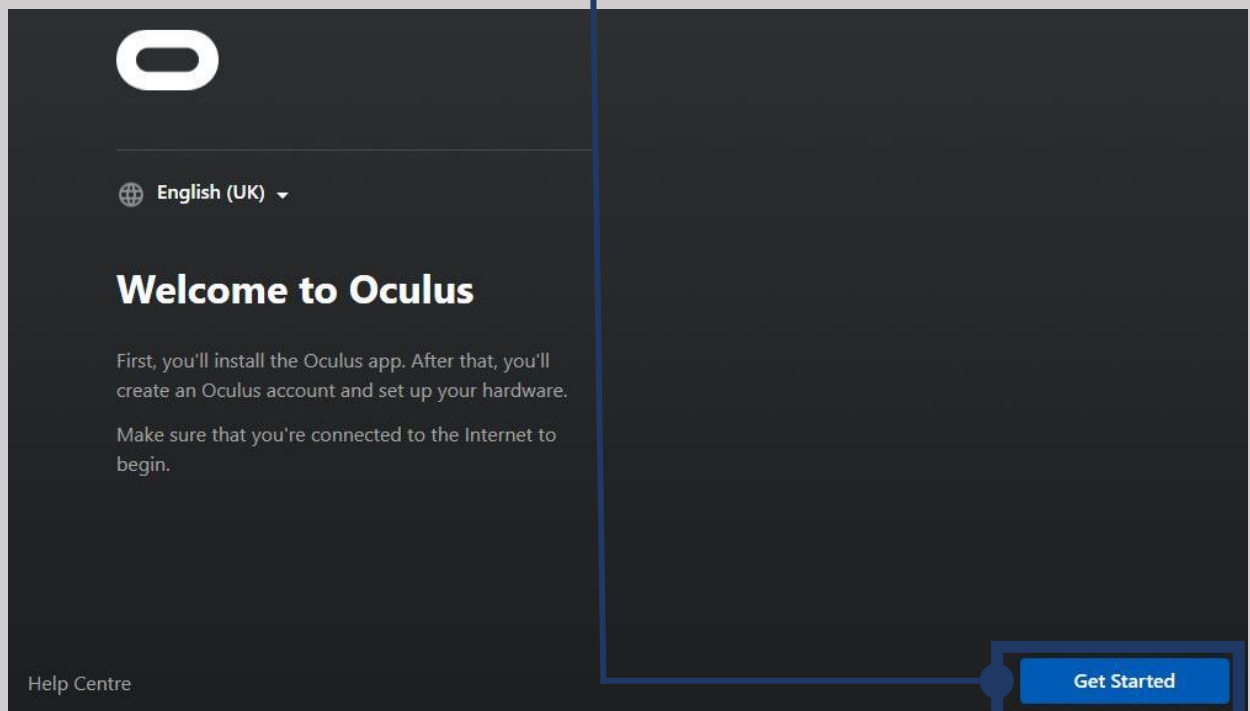 English (UK)
Welcome to Oculus
First, you'll install the Oculus app. After that, you'll
create an Oculus account and set up your hardware.
Make sure that you're connected to the Internet to
begin.
Help Centre
Get Started